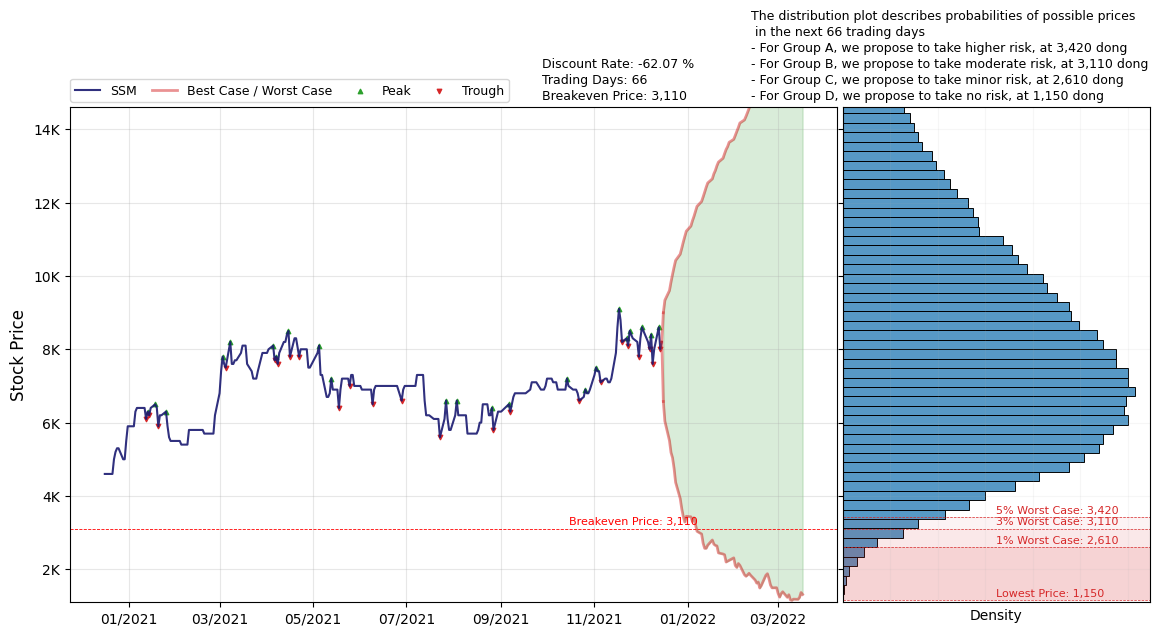 The distribution plot describes probabilities of possible prices
in the next 66 trading days
- For Group A, we propose to take higher risk, at 3,420 dong
- For Group B, we propose to take moderate risk, at 3,110 dong
- For Group C, we propose to take minor risk, at 2,610 dong
- For Group D, we propose to take no risk, at 1,150 dong
Discount Rate: -62.07 %
Trading Days: 66
Breakeven Price: 3,110
SSM
Best Case / Worst Case
Peak
Trough
Stock Price
14K
12K
10K
8K
6K
4K
2K
Breakeven Price: 3,110
5% Worst Case: 3,420
3% Worst Case: 3,110
1% Worst Case: 2,610
Lowest Price: 1,150
01/2021
03/2021
05/2021
07/2021
09/2021
11/2021
01/2022
03/2022
Density